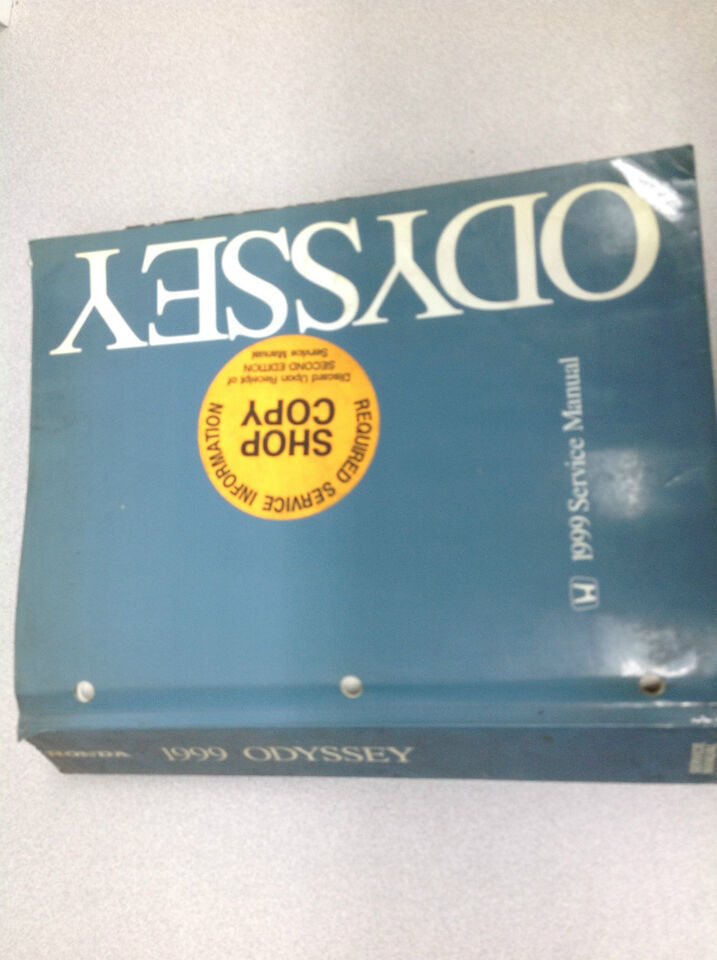 ODYSSEY
REQUIRED SERVICE INFORMATION
SHOP
COPY
Discard Upon Receipt of
SECOND EDITION
Service Manual
1999 Service Manual
HONDA 1999 ODYSSEY